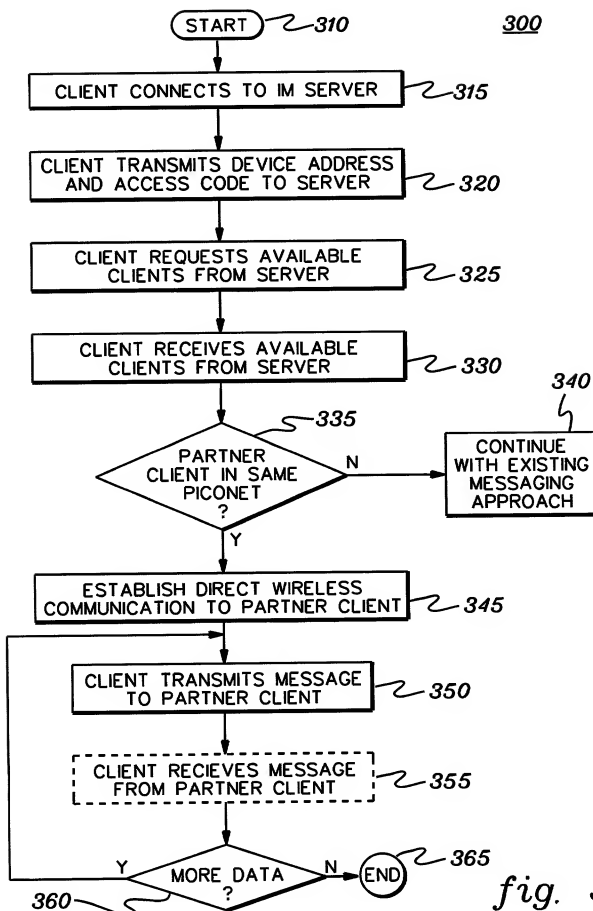 START
310
300
CLIENT CONNECTS TO IM SERVER
315
CLIENT TRANSMITS DEVICE ADDRESS
AND ACCESS CODE TO SERVER
320
CLIENT REQUESTS AVAILABLE
CLIENTS FROM SERVER
325
CLIENT RECEIVES AVAILABLE
CLIENTS FROM SERVER
330
335
PARTNER
CLIENT IN SAME
PICONET
?
N
Y
340
CONTINUE
WITH EXISTING
MESSAGING
APPROACH
ESTABLISH DIRECT WIRELESS
COMMUNICATION TO PARTNER CLIENT
345
CLIENT TRANSMITS MESSAGE
TO PARTNER CLIENT
350
CLIENT RECIEVES MESSAGE
FROM PARTNER CLIENT
355
Y
MORE DATA
?
N
END
365
360
fig.